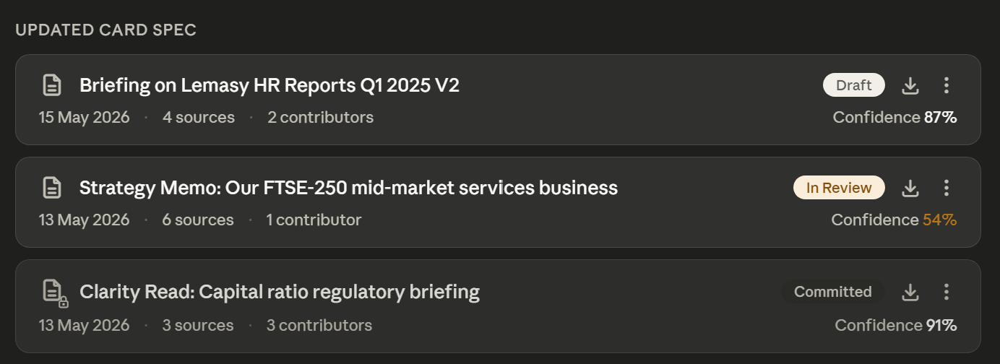 UPDATED CARD SPEC
Briefing on Lemasy HR Reports Q1 2025 V2 Draft
15 May 2026 · 4 sources · 2 contributors Confidence 87%
Strategy Memo: Our FTSE-250 mid-market services business In Review
13 May 2026 · 6 sources · 1 contributor Confidence 54%
Clarity Read: Capital ratio regulatory briefing Committed
13 May 2026 · 3 sources · 3 contributors Confidence 91%